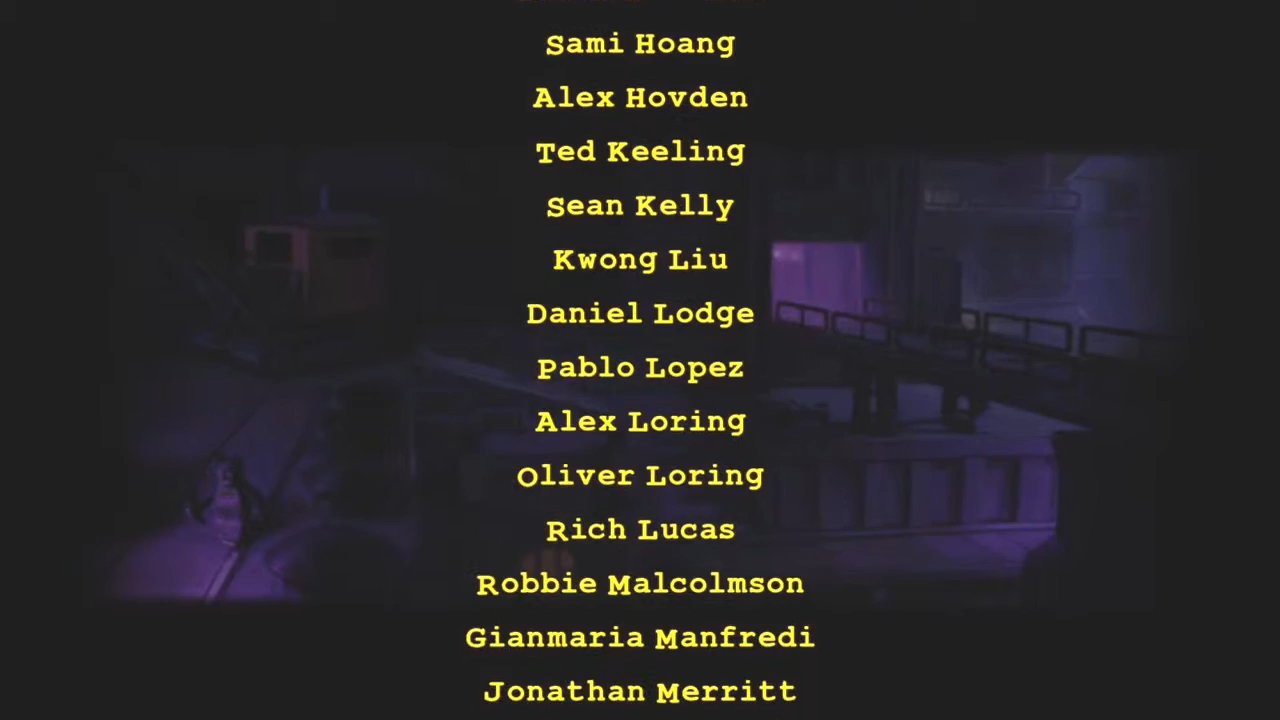 Sami Hoang
Alex Hovden
Ted Keeling
Sean Kelly
Kwong Liu
Daniel Lodge
Pablo Lopez
Alex Loring
Oliver Loring
Rich Lucas
Robbie Malcolmson
Gianmaria Manfredi
Jonathan Merritt